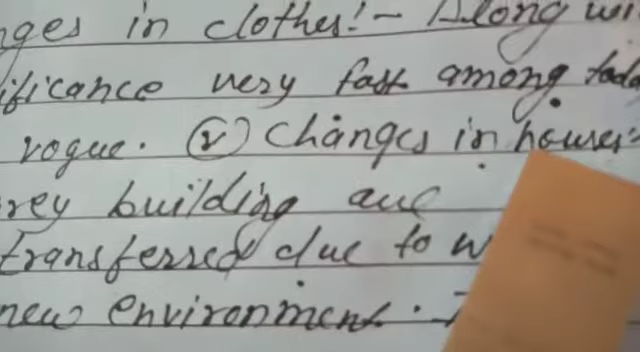 nges in clothes!- Along wi
ificance very fast among toda
vogue. (v) Changes in houses:-
rey building are
transferred due to w
new environment.